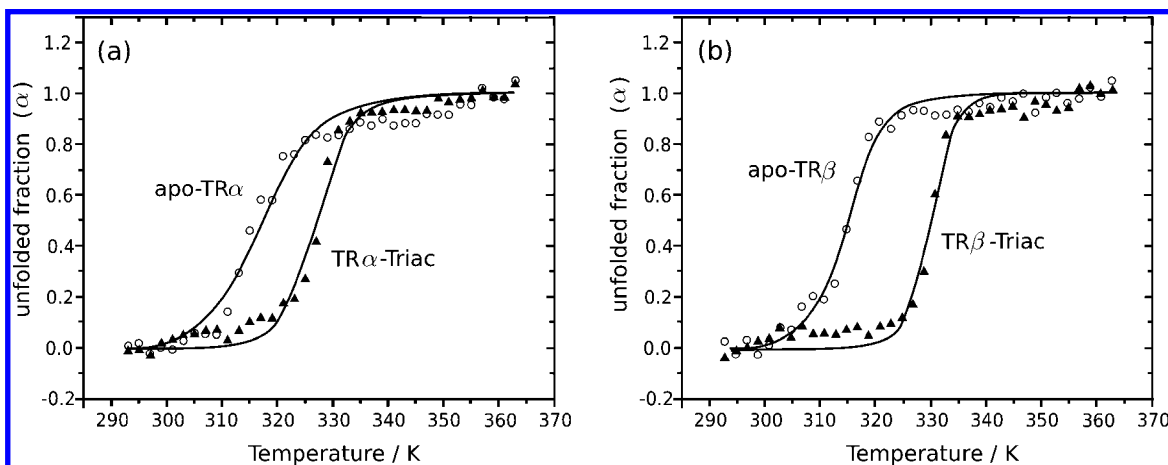 (a)
unfolded fraction (α)
1.2
1.0
0.8
0.6
0.4
0.2
0.0
-0.2
apo-TRα
TRα-Triac
290 300 310 320 330 340 350 360 370
Temperature / K
(b)
unfolded fraction (α)
1.2
1.0
0.8
0.6
0.4
0.2
0.0
-0.2
apo-TRβ
TRβ-Triac
290 300 310 320 330 340 350 360 370
Temperature / K